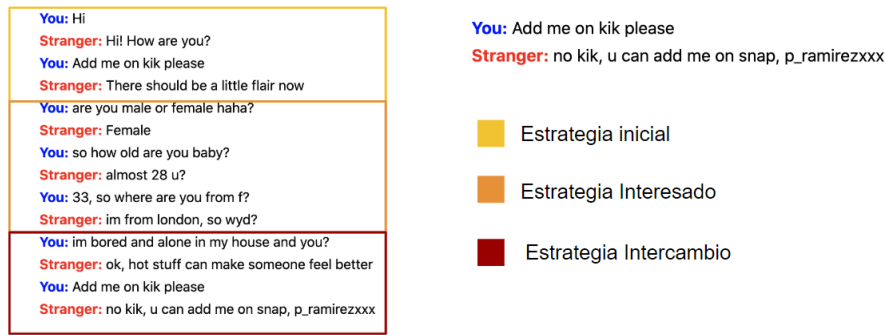 You: Hi
Stranger: Hi! How are you?
You: Add me on kik please
Stranger: There should be a little flair now
You: are you male or female haha?
Stranger: Female
You: so how old are you baby?
Stranger: almost 28 u?
You: 33, so where are you from f?
Stranger: im from london, so wyd?
You: im bored and alone in my house and you?
Stranger: ok, hot stuff can make someone feel better
You: Add me on kik please
Stranger: no kik, u can add me on snap, p_ramirezxxx
You: Add me on kik please
Stranger: no kik, u can add me on snap, p_ramirezxxx
Estrategia inicial
Estrategia Interesado
Estrategia Intercambio